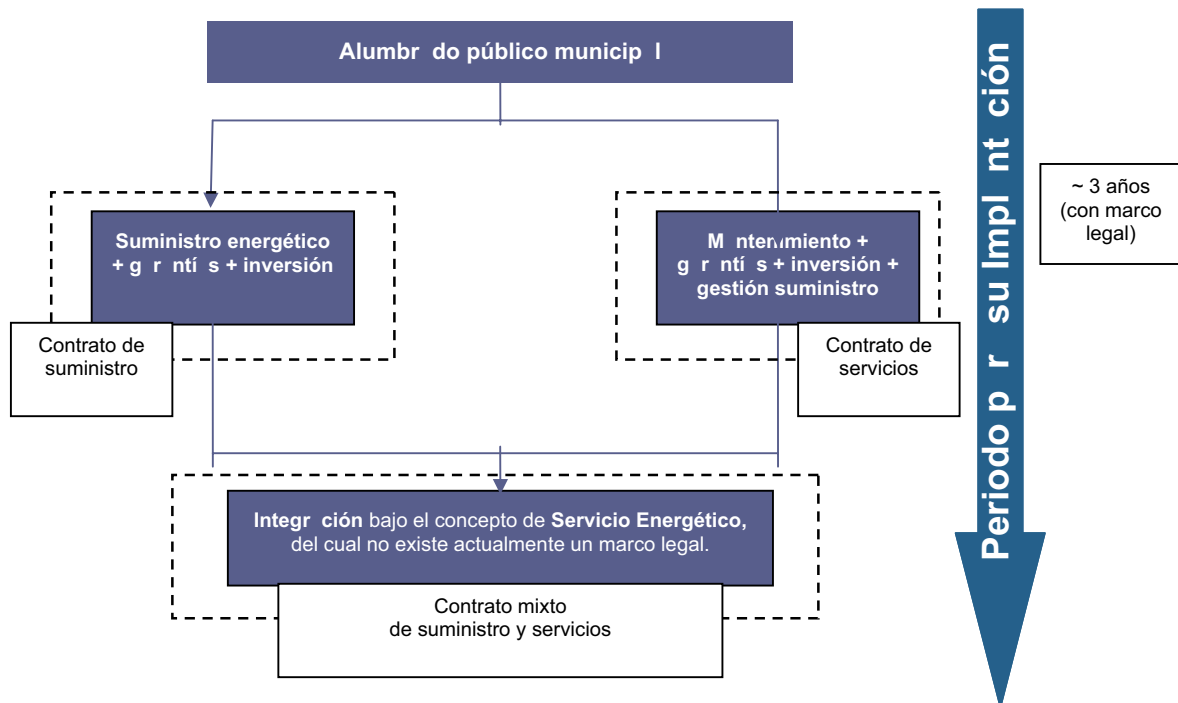 Alumbr do público municip l
Suministro energético
+ g r ntí s + inversión
Contrato de
suministro
M ntenimiento +
g r ntí s + inversión +
gestión suministro
Contrato de
servicios
Integr ción bajo el concepto de Servicio Energético,
del cual no existe actualmente un marco legal.
Contrato mixto
de suministro y servicios
Periodo p r su Impl nt ción
~ 3 años
(con marco
legal)